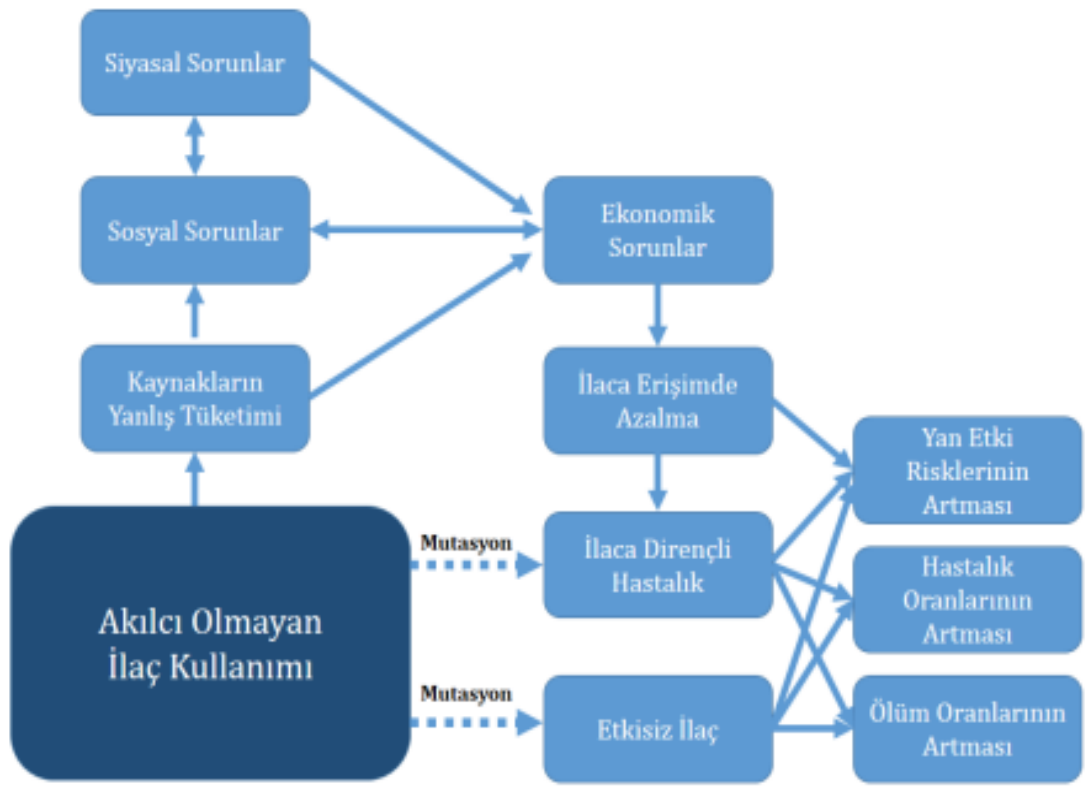 Siyasal Sorunlar
Sosyal Sorunlar
Ekonomik
Sorunlar
Kaynakların
Yanlış Tüketimi
İlaca Erişimde
Azalma
Yan Etki
Risklerinin
Artması
Mutasyon
İlaca Dirençli
Hastalık
Hastalık
Oranlarının
Artması
Akılcı Olmayan
İlaç Kullanımı
Mutasyon
Etkisiz İlaç
Ölüm Oranlarının
Artması